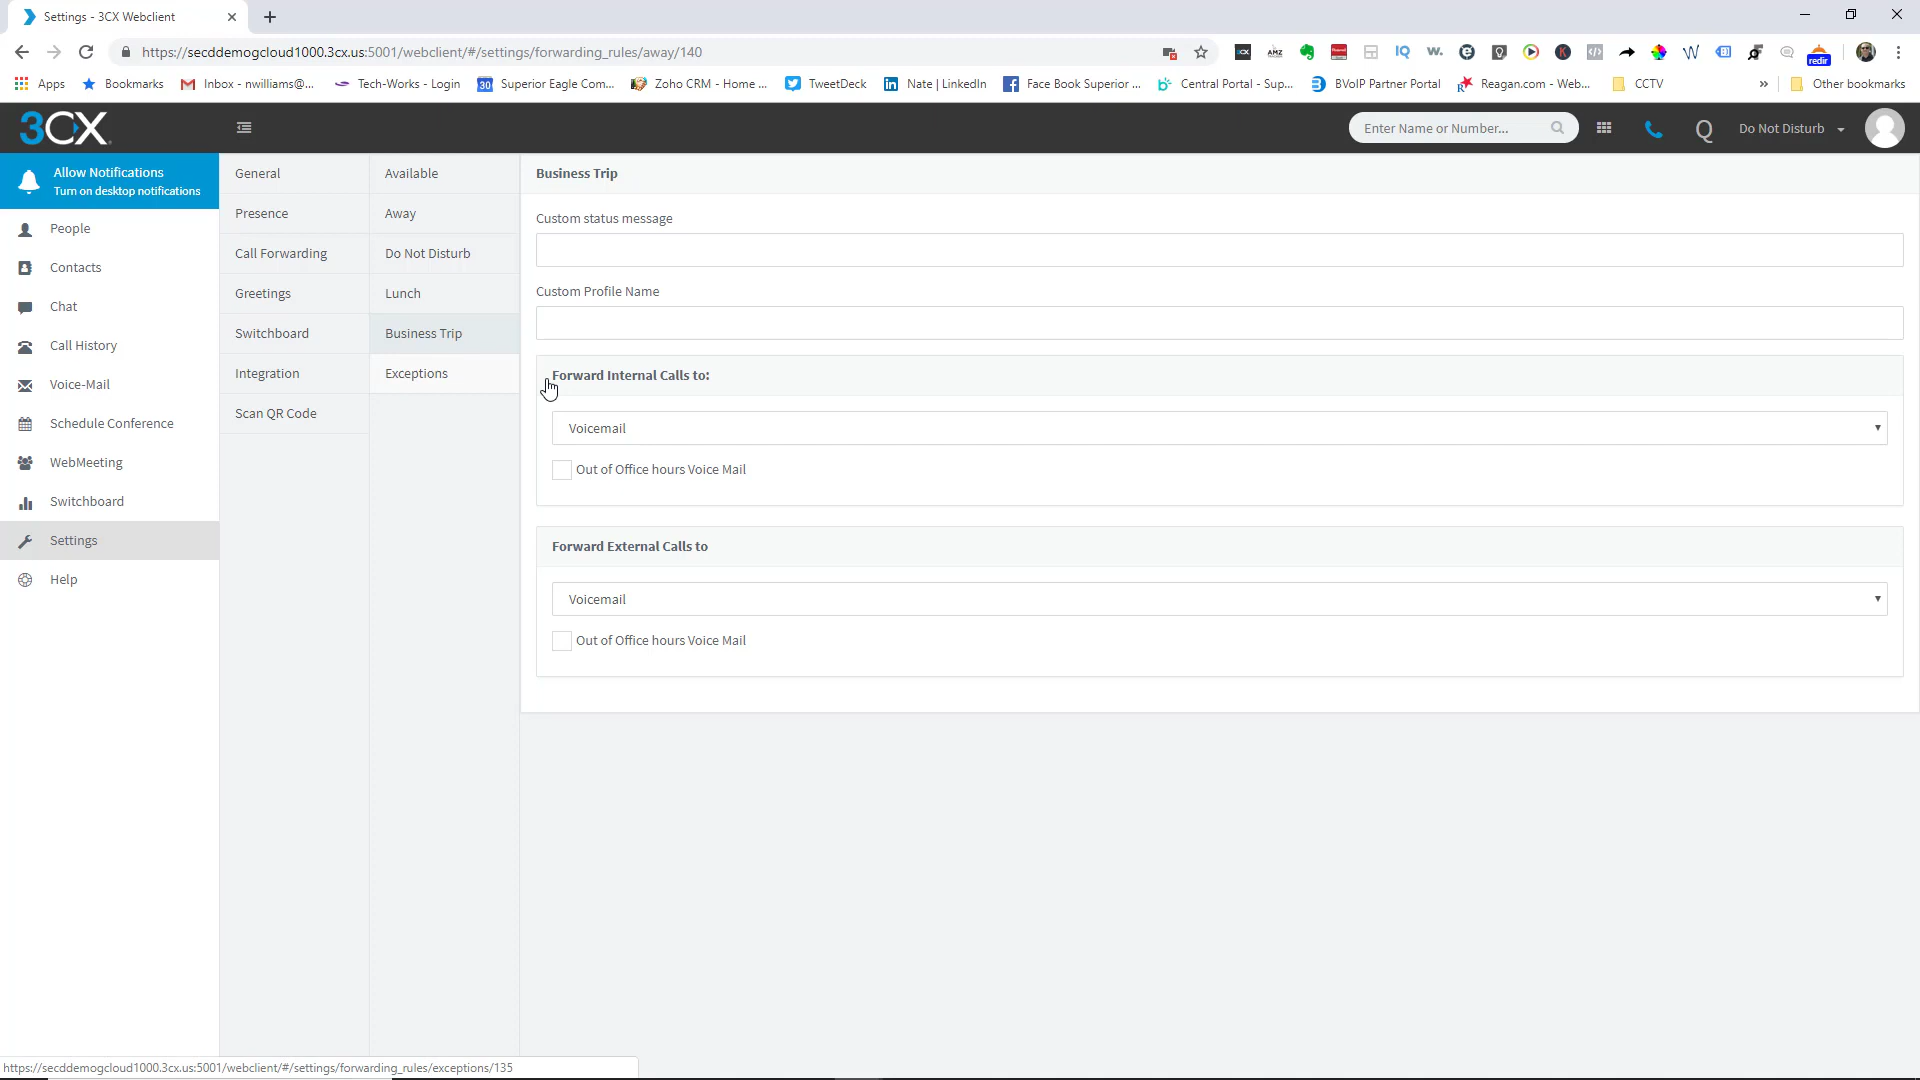 Settings - 3CX Webclient
https://secddemogcloud1000.3cx.us:5001/webclient/#/settings/forwarding_rules/away/140
Apps
Bookmarks
Inbox - nwilliams@...
Tech-Works - Login
Superior Eagle Com...
Zoho CRM - Home ...
TweetDeck
Nate | LinkedIn
Face Book Superior ...
Central Portal - Sup...
BVoIP Partner Portal
Reagan.com - Web...
CCTV
»
Other bookmarks
redir
3CX
Enter Name or Number...
Q
Do Not Disturb
Allow Notifications
Turn on desktop notifications
People
Contacts
Chat
Call History
Voice-Mail
Schedule Conference
WebMeeting
Switchboard
Settings
Help
General
Presence
Call Forwarding
Greetings
Switchboard
Integration
Scan QR Code
Available
Away
Do Not Disturb
Lunch
Business Trip
Exceptions
Business Trip
Custom status message
Custom Profile Name
Forward Internal Calls to:
Voicemail
Out of Office hours Voice Mail
Forward External Calls to
Voicemail
Out of Office hours Voice Mail
https://secddemogcloud1000.3cx.us:5001/webclient/#/settings/forwarding_rules/exceptions/135